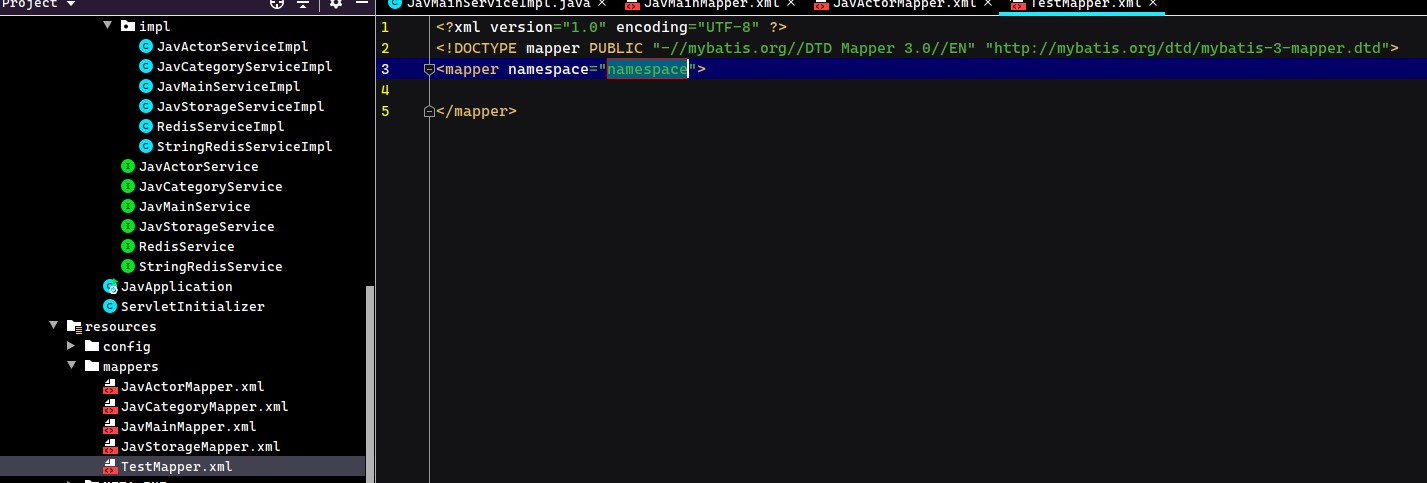 Project
impl
JavActorServiceImpl
JavCategoryServiceImpl
JavMainServiceImpl
JavStorageServiceImpl
RedisServiceImpl
StringRedisServiceImpl
JavActorService
JavCategoryService
JavMainService
JavStorageService
RedisService
StringRedisService
JavApplication
ServletInitializer
resources
config
mappers
JavActorMapper.xml
JavCategoryMapper.xml
JavMainMapper.xml
JavStorageMapper.xml
TestMapper.xml
JavMainServiceImpl.java × JavMainMapper.xml × JavActorMapper.xml × TestMapper.xml ×
1 <?xml version="1.0" encoding="UTF-8" ?>
2 <!DOCTYPE mapper PUBLIC "-//mybatis.org//DTD Mapper 3.0//EN" "http://mybatis.org/dtd/mybatis-3-mapper.dtd">
3 <mapper namespace="namespace">
4
5 </mapper>